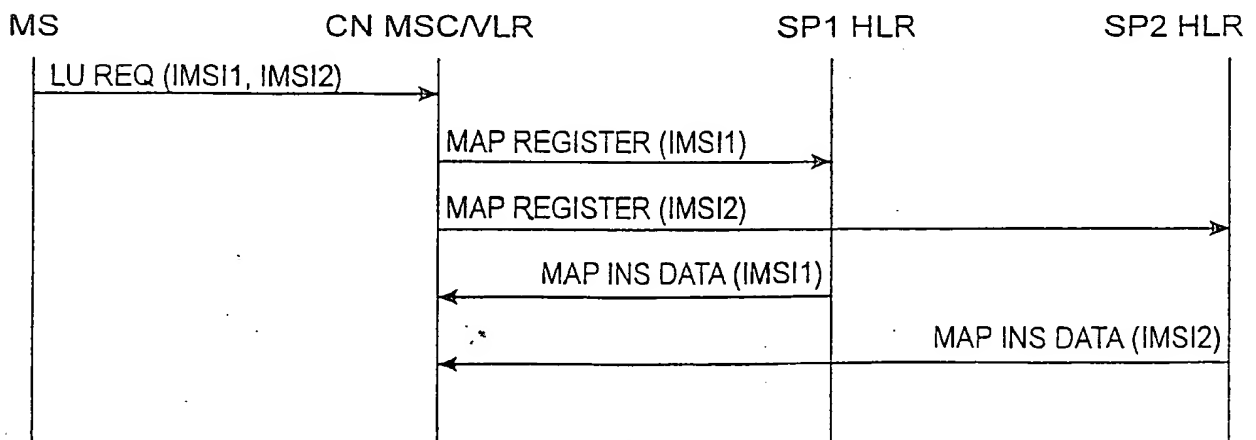 MS CN MSC/VLR SP1 HLR SP2 HLR
LU REQ (IMSI1, IMSI2)
MAP REGISTER (IMSI1)
MAP REGISTER (IMSI2)
MAP INS DATA (IMSI1)
MAP INS DATA (IMSI2)